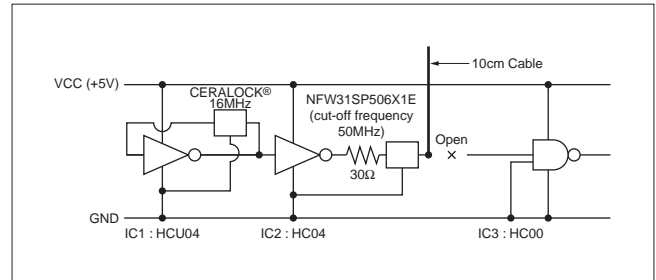 10cm Cable
VCC (+5V)
CERALOCK®
16MHz
NFW31SP506X1E
(cut-off frequency
50MHz)
Open
×
30Ω
GND
IC1 : HCU04
IC2 : HC04
IC3 : HC00